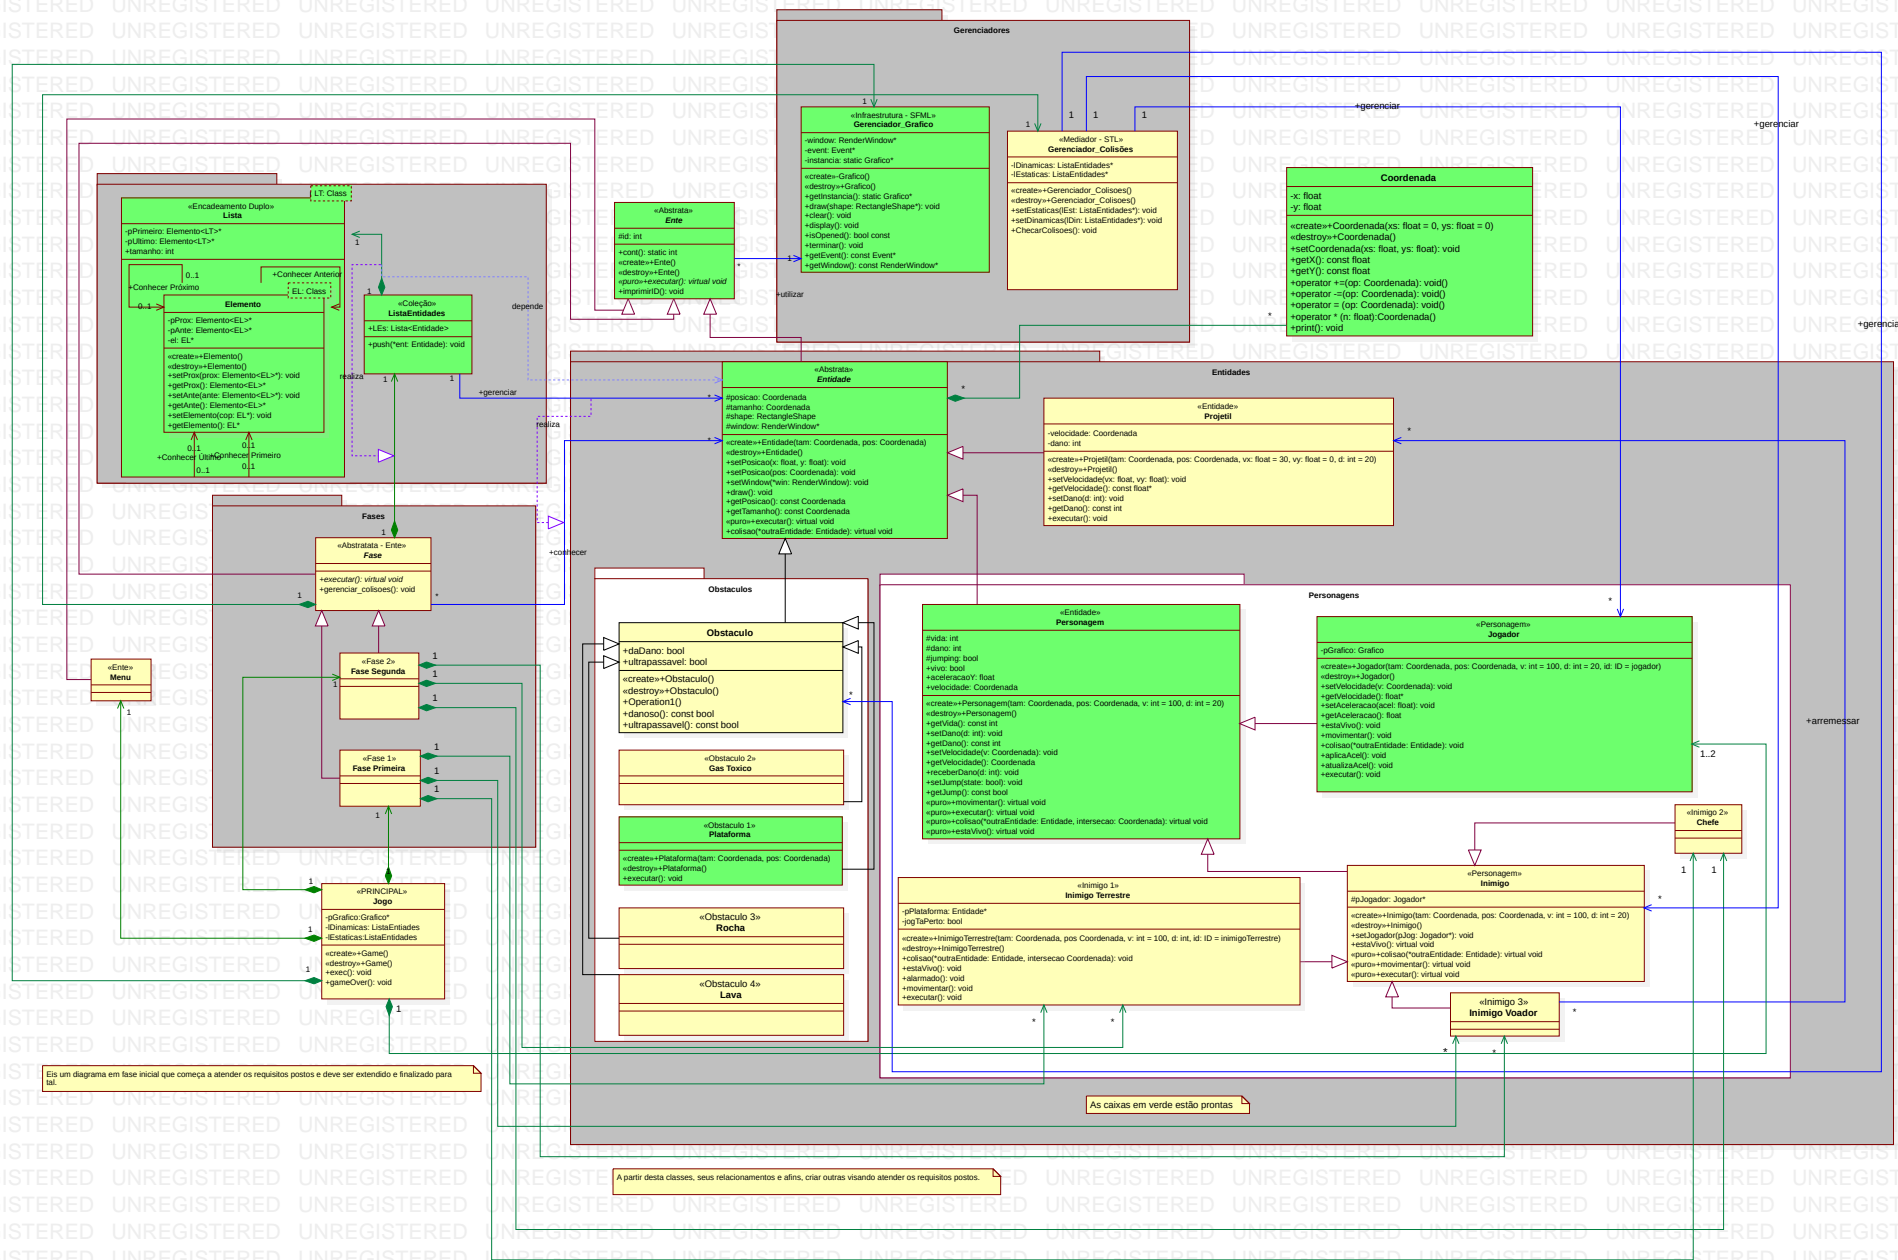 Gerenciadores
«Infraestrutura - SFML»
Gerenciador_Grafico
-window: RenderWindow*
-event: Event*
-instancia: static Grafico*
«create»-Grafico()
«destroy»+Grafico()
+getInstancia(): static Grafico*
+draw(shape: RectangleShape*): void
+clear(): void
+display(): void
+isOpened(): bool const
+terminar(): void
+getEvent(): const Event*
+getWindow(): const RenderWindow*
«Mediador - STL»
Gerenciador_Colisões
-lDinamicas: ListaEntidades*
-lEstaticas: ListaEntidades*
«create»+Gerenciador_Colisoes()
«destroy»+Gerenciador_Colisoes()
+setEstaticas(lEst: ListaEntidades*): void
+setDinamicas(lDin: ListaEntidades*): void
+ChecarColisoes(): void
+gerenciar
+gerenciar
Coordenada
-x: float
-y: float
«create»+Coordenada(xs: float = 0, ys: float = 0)
«destroy»+Coordenada()
+setCoordenada(xs: float, ys: float): void
+getX(): const float
+getY(): const float
+operator +=(op: Coordenada): void()
+operator -=(op: Coordenada): void()
+operator = (op: Coordenada): void()
+operator * (n: float):Coordenada()
+print(): void
«Abstrata»
Ente
#id: int
+cont(): static int
«create»+Ente()
«destroy»+Ente()
«puro»+executar(): virtual void
+imprimirID(): void
+utilizar
LT: Class
«Encadeamento Duplo»
Lista
-pPrimeiro: Elemento<LT>*
-pUltimo: Elemento<LT>*
+tamanho: int
0..1
+Conhecer Próximo
0..1
+Conhecer Anterior
EL: Class
Elemento
-pProx: Elemento<EL>*
-pAnte: Elemento<EL>*
-el: EL*
«create»+Elemento()
«destroy»+Elemento()
+setProx(prox: Elemento<EL>*): void
+getProx(): Elemento<EL>*
+setAnte(ante: Elemento<EL>*): void
+getAnte(): Elemento<EL>*
+setElemento(cop: EL*): void
+getElemento(): EL*
0..1
0..1
+Conhecer Último
+Conhecer Primeiro
0..1
0..1
«Coleção»
ListaEntidades
+LEs: Lista<Entidade>
+push(*ent: Entidade): void
depende
realiza
+gerenciar
realiza
+conhecer
+gerencia
Entidades
«Abstrata»
Entidade
#posicao: Coordenada
#tamanho: Coordenada
#shape: RectangleShape
#window: RenderWindow*
«create»+Entidade(tam: Coordenada, pos: Coordenada)
«destroy»+Entidade()
+setPosicao(x: float, y: float): void
+setPosicao(pos: Coordenada): void
+setWindow(*win: RenderWindow): void
+draw(): void
+getPosicao(): const Coordenada
+getTamanho(): const Coordenada
«puro»+executar(): virtual void
+colisao(*outraEntidade: Entidade): virtual void
«Entidade»
Projetil
-velocidade: Coordenada
-dano: int
«create»+Projetil(tam: Coordenada, pos: Coordenada, vx: float = 30, vy: float = 0, d: int = 20)
«destroy»+Projetil()
+setVelocidade(vx: float, vy: float): void
+getVelocidade(): const float*
+setDano(d: int): void
+getDano(): const int
+executar(): void
Fases
«Abstratata - Ente»
Fase
+executar(): virtual void
+gerenciar_colisoes(): void
«Fase 2»
Fase Segunda
«Fase 1»
Fase Primeira
«Ente»
Menu
«PRINCIPAL»
Jogo
-pGrafico:Grafico*
-lDinamicas: ListaEntiades
-lEstaticas:ListaEntidades
«create»+Game()
«destroy»+Game()
+exec(): void
+gameOver(): void
Obstaculos
Obstaculo
+daDano: bool
+ultrapassavel: bool
«create»+Obstaculo()
«destroy»+Obstaculo()
+Operation1()
+danoso(): const bool
+ultrapassavel(): const bool
«Obstaculo 2»
Gas Toxico
«Obstaculo 1»
Plataforma
«create»+Plataforma(tam: Coordenada, pos: Coordenada)
«destroy»+Plataforma()
+executar(): void
«Obstaculo 3»
Rocha
«Obstaculo 4»
Lava
Personagens
«Entidade»
Personagem
#vida: int
#dano: int
#jumping: bool
+vivo: bool
+aceleracaoY: float
+velocidade: Coordenada
«create»+Personagem(tam: Coordenada, pos: Coordenada, v: int = 100, d: int = 20)
«destroy»+Personagem()
+getVida(): const int
+setDano(d: int): void
+getDano(): const int
+setVelocidade(v: Coordenada): void
+getVelocidade(): Coordenada
+receberDano(d: int): void
+setJump(state: bool): void
+getJump(): const bool
«puro»+movimentar(): virtual void
«puro»+executar(): virtual void
«puro»+colisao(*outraEntidade: Entidade, intersecao: Coordenada): virtual void
«puro»+estaVivo(): virtual void
«Personagem»
Jogador
-pGrafico: Grafico
«create»+Jogador(tam: Coordenada, pos: Coordenada, v: int = 100, d: int = 20, id: ID = jogador)
«destroy»+Jogador()
+setVelocidade(v: Coordenada): void
+getVelocidade(): float*
+setAceleracao(acel: float): void
+getAceleracao(): float
+estaVivo(): void
+movimentar(): void
+colisao(*outraEntidade: Entidade): void
+aplicaAcel(): void
+atualizaAcel(): void
+executar(): void
+arremessar
1..2
«Inimigo 2»
Chefe
«Personagem»
Inimigo
#pJogador: Jogador*
«create»+Inimigo(tam: Coordenada, pos: Coordenada, v: int = 100, d: int = 20)
«destroy»+Inimigo()
+setJogador(pJog: Jogador*): void
+estaVivo(): virtual void
«puro»+colisao(*outraEntidade: Entidade): virtual void
«puro»+movimentar(): virtual void
«puro»+executar(): virtual void
«Inimigo 1»
Inimigo Terrestre
-pPlataforma: Entidade*
-jogTaPerto: bool
«create»+InimigoTerrestre(tam: Coordenada, pos Coordenada, v: int = 100, d: int, id: ID = inimigoTerrestre)
«destroy»+InimigoTerrestre()
+colisao(*outraEntidade: Entidade, intersecao Coordenada): void
+estaVivo(): void
+alarmado(): void
+movimentar(): void
+executar(): void
«Inimigo 3»
Inimigo Voador
Eis um diagrama em fase inicial que começa a atender os requisitos postos e deve ser extendido e finalizado para
tal.
As caixas em verde estão prontas
A partir desta classes, seus relacionamentos e afins, criar outras visando atender os requisitos postos.
UNREGISTERED